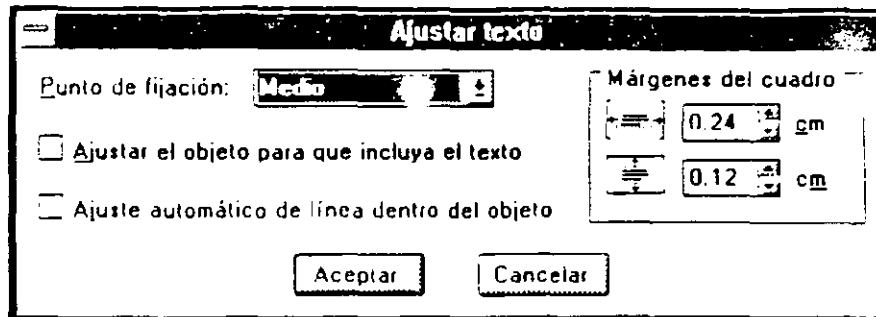 Ajustar texto
Punto de fijación: Medio
Márgenes del cuadro
0.24 cm
Ajustar el objeto para que incluya el texto
0.12 cm
Ajuste automático de línea dentro del objeto
Aceptar Cancelar